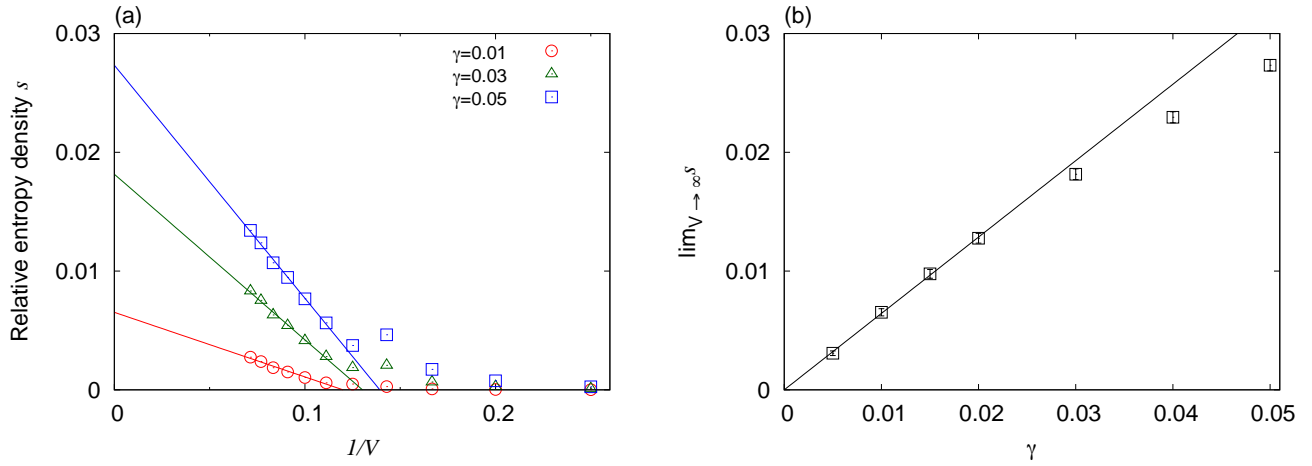 (a)
γ=0.01
γ=0.03
γ=0.05
0.03
0.02
0.01
0
0
0.1
0.2
Relative entropy density s
1/V
(b)
0.03
0.02
0.01
0
0
0.01
0.02
0.03
0.04
0.05
lim_{V → ∞} s
γ